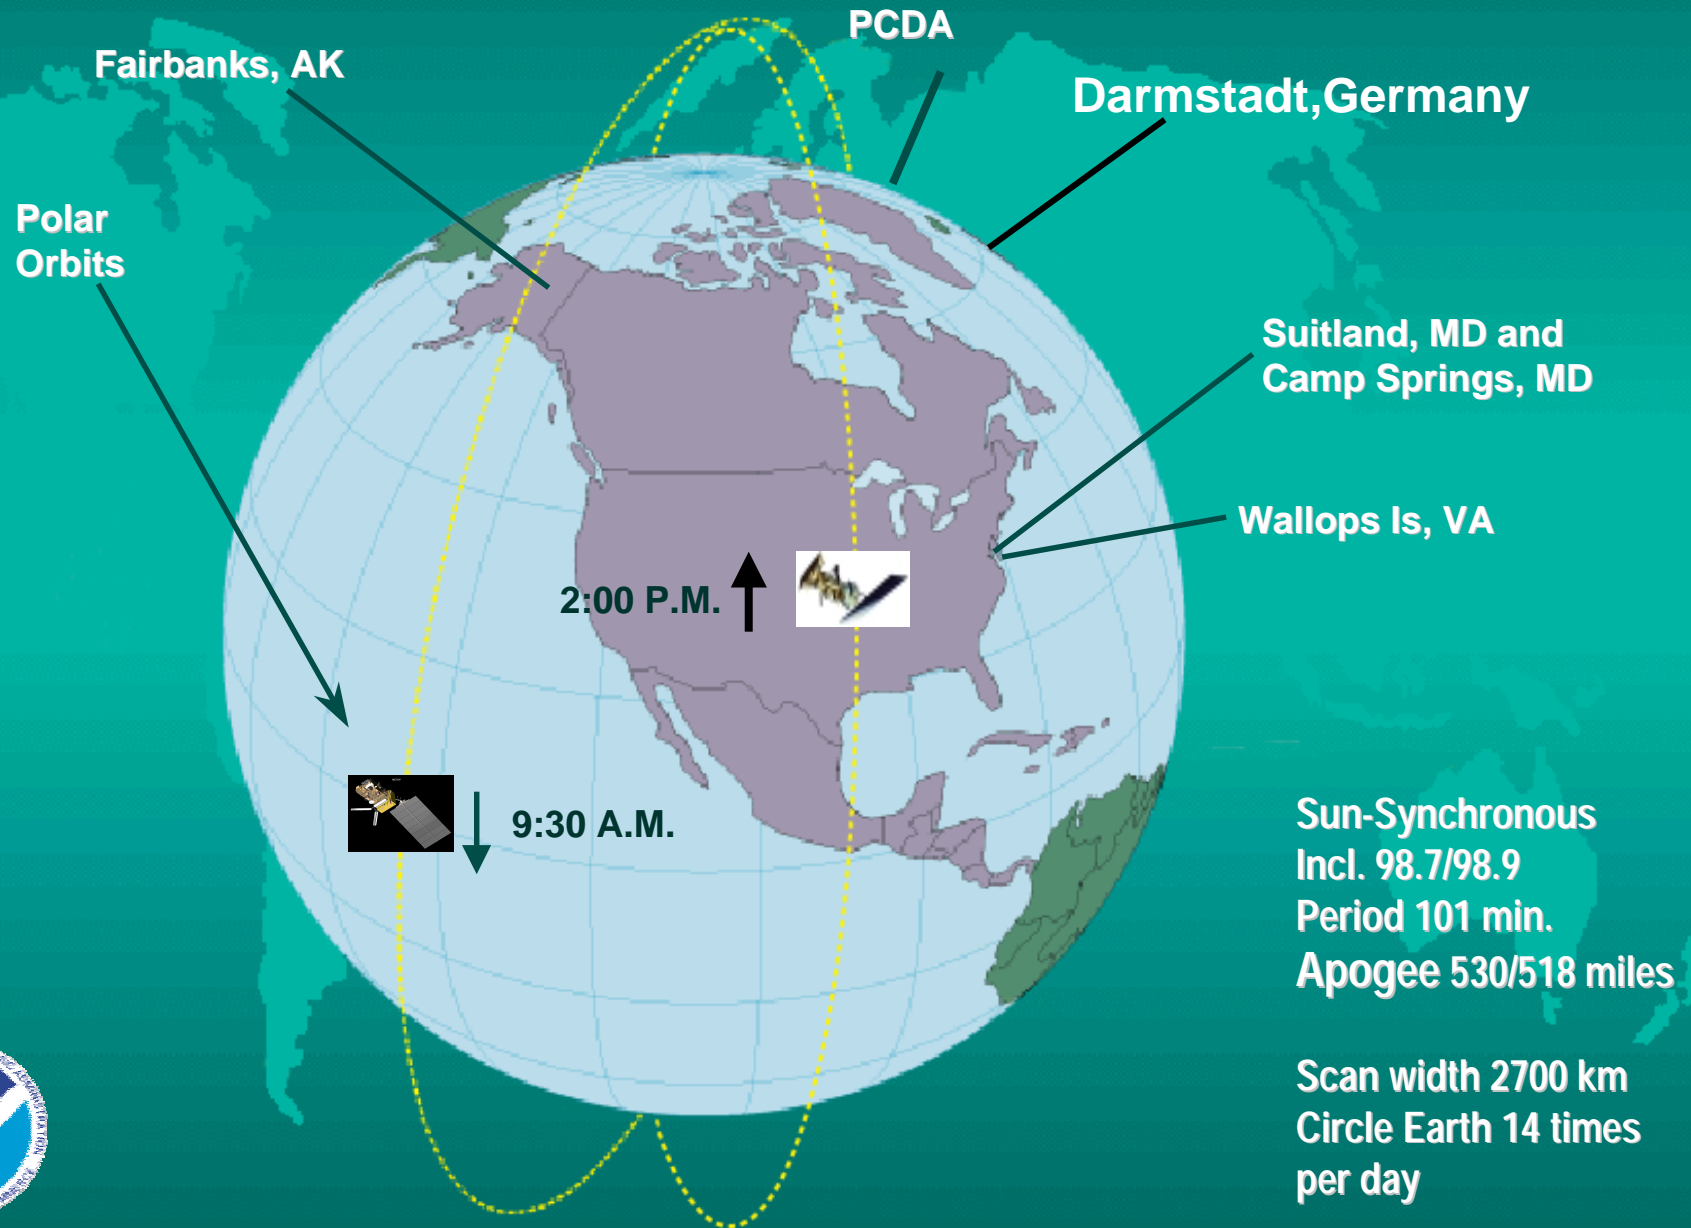 PCDA
Fairbanks, AK
Darmstadt,Germany
Polar
Orbits
Suitland, MD and
Camp Springs, MD
Wallops Is, VA
2:00 P.M.
9:30 A.M.
Sun-Synchronous
Incl. 98.7/98.9
Period 101 min.
Apogee 530/518 miles
Scan width 2700 km
Circle Earth 14 times
per day